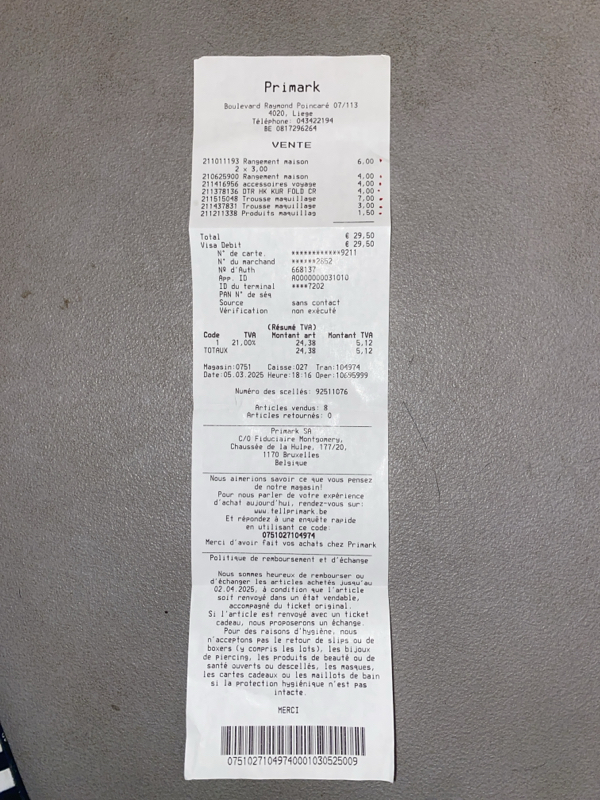 Primark
Boulevard Raymond Poincaré 07/113
4020, Liege
Téléphone: 043422194
BE 0817296264
VENTE
211011193 Rangement maison 6,00
2 x 3,00
210625900 Rangement maison 4,00
211416956 accessoires voyage 4,00
211378136 DTR HK KUR FOLD CR 4,00
211515048 Trousse maquillage 7,00
211437831 Trousse maquillage 3,00
211211338 Produits maquillag 1,50
Total € 29,50
Visa Debit € 29,50
N° de carte. ************9211
N° du marchand ******2652
Nº d'Auth 668137
App. ID A0000000031010
ID du terminal ****7202
PAN N° de séq
Source sans contact
Vérification non exécuté
(Résumé TVA)
Code TVA Montant art Montant TVA
1 21,00% 24,38 5,12
TOTAUX 24,38 5,12
Magasin:0751 Caisse:027 Tran:104974
Date:05.03.2025 Heure:18:16 Oper:10695999
Numéro des scellés: 92511076
Articles vendus: 8
Articles retournés: 0
Primark SA
C/O Fiduciaire Montgomery,
Chaussée de la Hulpe, 177/20,
1170 Bruxelles
Belgique
Nous aimerions savoir ce que vous pensez
de notre magasin!
Pour nous parler de votre expérience
d'achat aujourd'hui, rendez-vous sur:
www.tellprimark.be
Et répondez à une enquête rapide
en utilisant ce code:
0751027104974
Merci d'avoir fait vos achats chez Primark
Politique de remboursement et d'échange
Nous sommes heureux de rembourser ou
d'échanger les articles achetés jusqu'au
02.04.2025, à condition que l'article
soit renvoyé dans un état vendable,
accompagné du ticket original.
Si l'article est renvoyé avec un ticket
cadeau, nous proposerons un échange.
Pour des raisons d'hygiène, nous
n'acceptons pas le retour de slips ou de
boxers (y compris les lots), les bijoux
de piercing, les produits de beauté ou de
santé ouverts ou descellés, les masques,
les cartes cadeaux ou les maillots de bain
si la protection hygiénique n'est pas
intacte.
MERCI
07510271049740001030525009